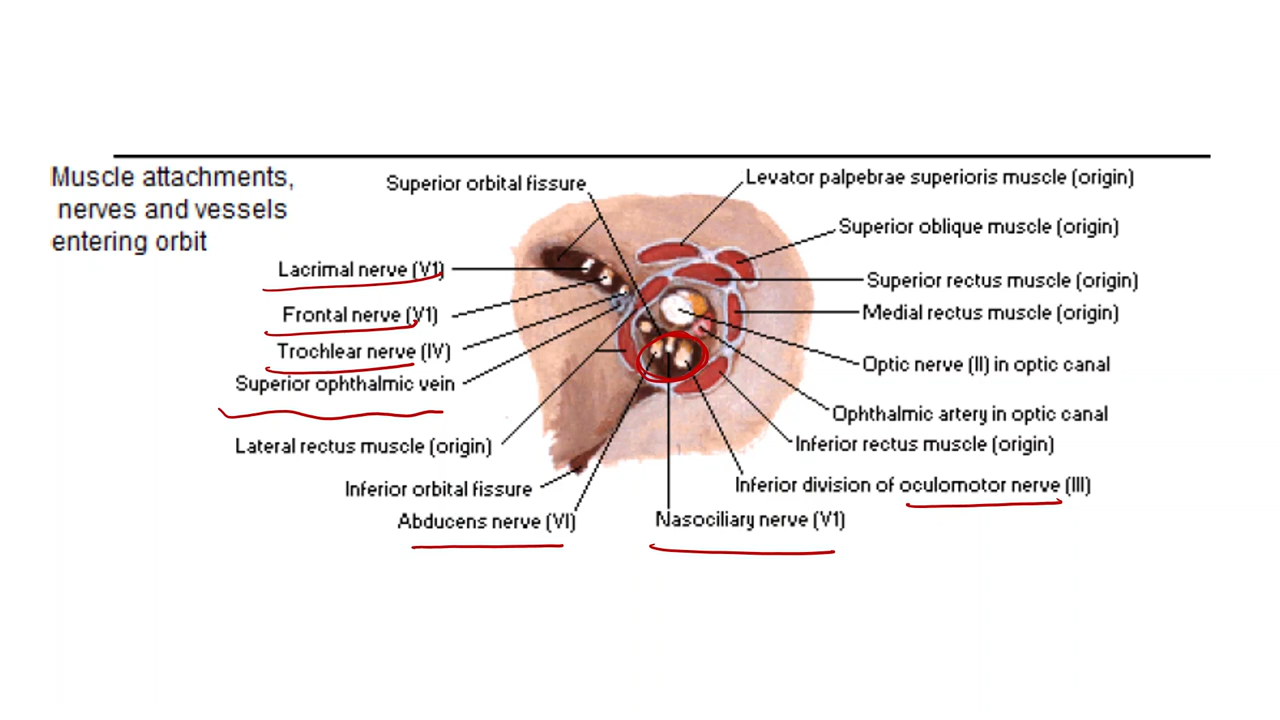 Muscle attachments,
nerves and vessels
entering orbit
Superior orbital fissure
Lacrimal nerve (V1)
Frontal nerve (V1)
Trochlear nerve (IV)
Superior ophthalmic vein
Lateral rectus muscle (origin)
Inferior orbital fissure
Abducens nerve (VI)
Levator palpebrae superioris muscle (origin)
Superior oblique muscle (origin)
Superior rectus muscle (origin)
Medial rectus muscle (origin)
Optic nerve (II) in optic canal
Ophthalmic artery in optic canal
Inferior rectus muscle (origin)
Inferior division of oculomotor nerve (III)
Nasociliary nerve (V1)